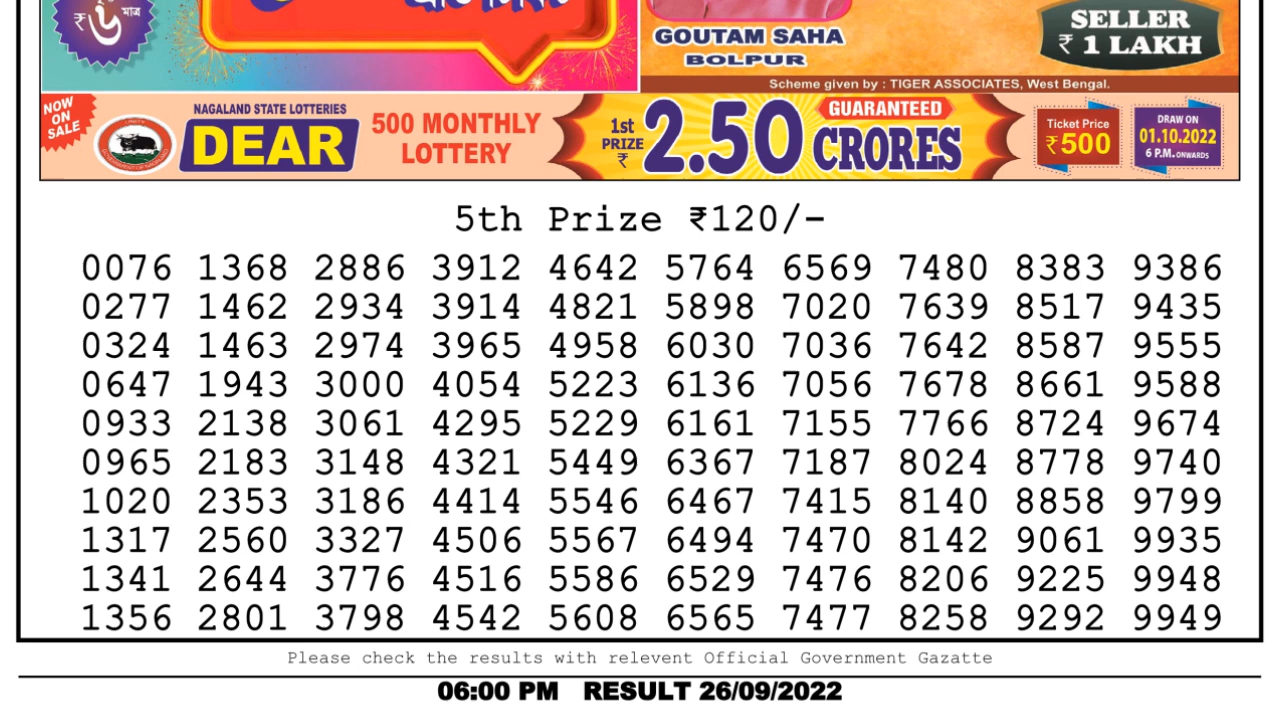 ₹৬ মাত্র
GOUTAM SAHA
BOLPUR
SELLER
₹ 1 LAKH
Scheme given by : TIGER ASSOCIATES, West Bengal.
NOW
ON
SALE
NAGALAND STATE LOTTERIES
DEAR
500 MONTHLY
LOTTERY
1st
PRIZE
₹
2.50 CRORES
GUARANTEED
Ticket Price
₹500
DRAW ON
01.10.2022
6 P.M. ONWARDS
5th Prize ₹120/-
0076 1368 2886 3912 4642 5764 6569 7480 8383 9386
0277 1462 2934 3914 4821 5898 7020 7639 8517 9435
0324 1463 2974 3965 4958 6030 7036 7642 8587 9555
0647 1943 3000 4054 5223 6136 7056 7678 8661 9588
0933 2138 3061 4295 5229 6161 7155 7766 8724 9674
0965 2183 3148 4321 5449 6367 7187 8024 8778 9740
1020 2353 3186 4414 5546 6467 7415 8140 8858 9799
1317 2560 3327 4506 5567 6494 7470 8142 9061 9935
1341 2644 3776 4516 5586 6529 7476 8206 9225 9948
1356 2801 3798 4542 5608 6565 7477 8258 9292 9949
Please check the results with relevent Official Government Gazatte
06:00 PM RESULT 26/09/2022